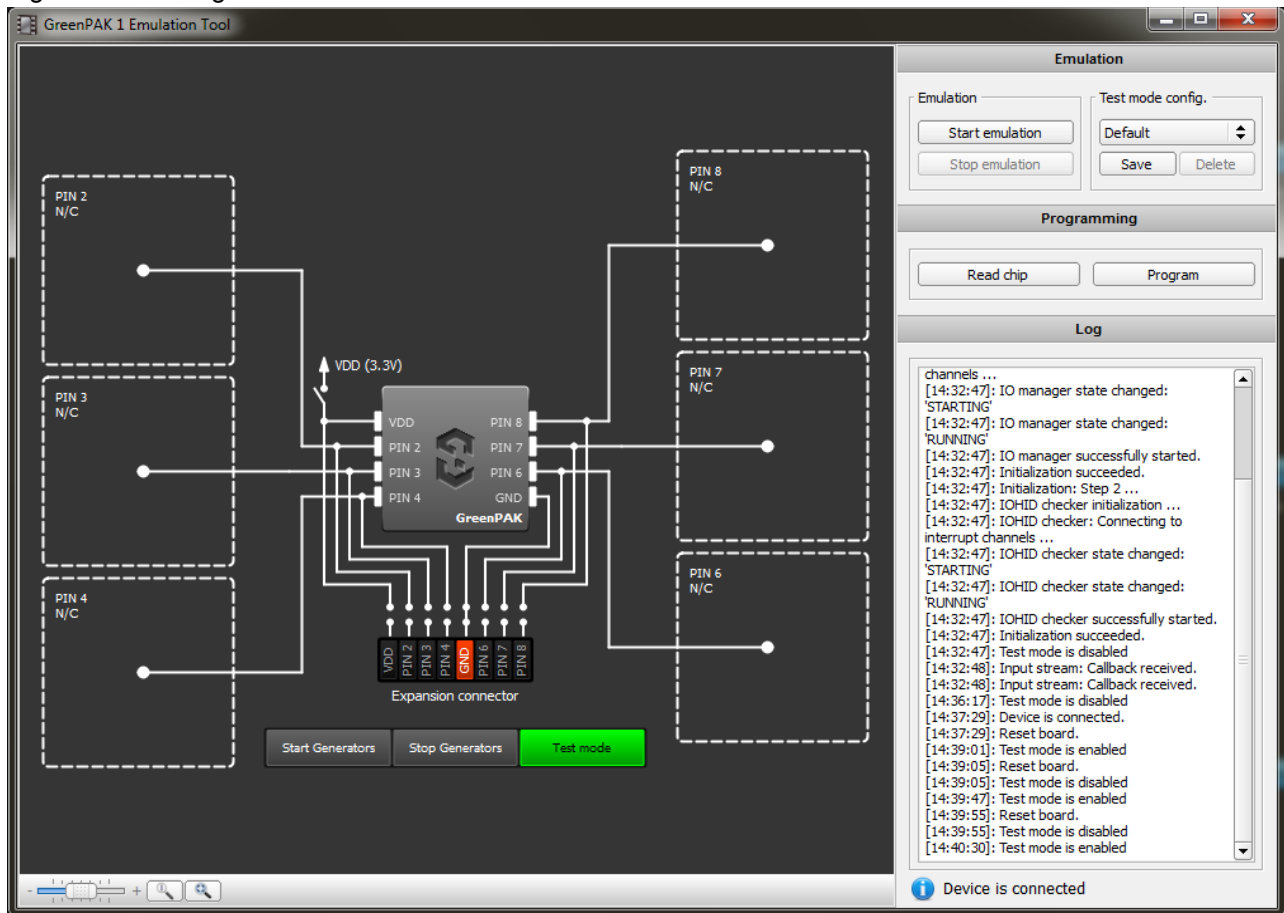 GreenPAK 1 Emulation Tool
PIN 2
N/C
PIN 3
N/C
PIN 4
N/C
VDD (3.3V)
VDD
PIN 2
PIN 3
PIN 4
PIN 8
PIN 7
PIN 6
GND
GreenPAK
PIN 8
N/C
PIN 7
N/C
PIN 6
N/C
VDD
PIN 2
PIN 3
PIN 4
GND
PIN 6
PIN 7
PIN 8
Expansion connector
Start Generators
Stop Generators
Test mode
- +
Emulation
Emulation
Start emulation
Stop emulation
Test mode config.
Default
Save
Delete
Programming
Read chip
Program
Log
channels ...
[14:32:47]: IO manager state changed:
'STARTING'
[14:32:47]: IO manager state changed:
'RUNNING'
[14:32:47]: IO manager successfully started.
[14:32:47]: Initialization succeeded.
[14:32:47]: Initialization: Step 2 ...
[14:32:47]: IOHID checker initialization ...
[14:32:47]: IOHID checker: Connecting to
interrupt channels ...
[14:32:47]: IOHID checker state changed:
'STARTING'
[14:32:47]: IOHID checker state changed:
'RUNNING'
[14:32:47]: IOHID checker successfully started.
[14:32:47]: Initialization succeeded.
[14:32:47]: Test mode is disabled
[14:32:48]: Input stream: Callback received.
[14:32:48]: Input stream: Callback received.
[14:36:17]: Test mode is disabled
[14:37:29]: Device is connected.
[14:37:29]: Reset board.
[14:39:01]: Test mode is enabled
[14:39:05]: Reset board.
[14:39:05]: Test mode is disabled
[14:39:47]: Test mode is enabled
[14:39:55]: Reset board.
[14:39:55]: Test mode is disabled
[14:40:30]: Test mode is enabled
Device is connected